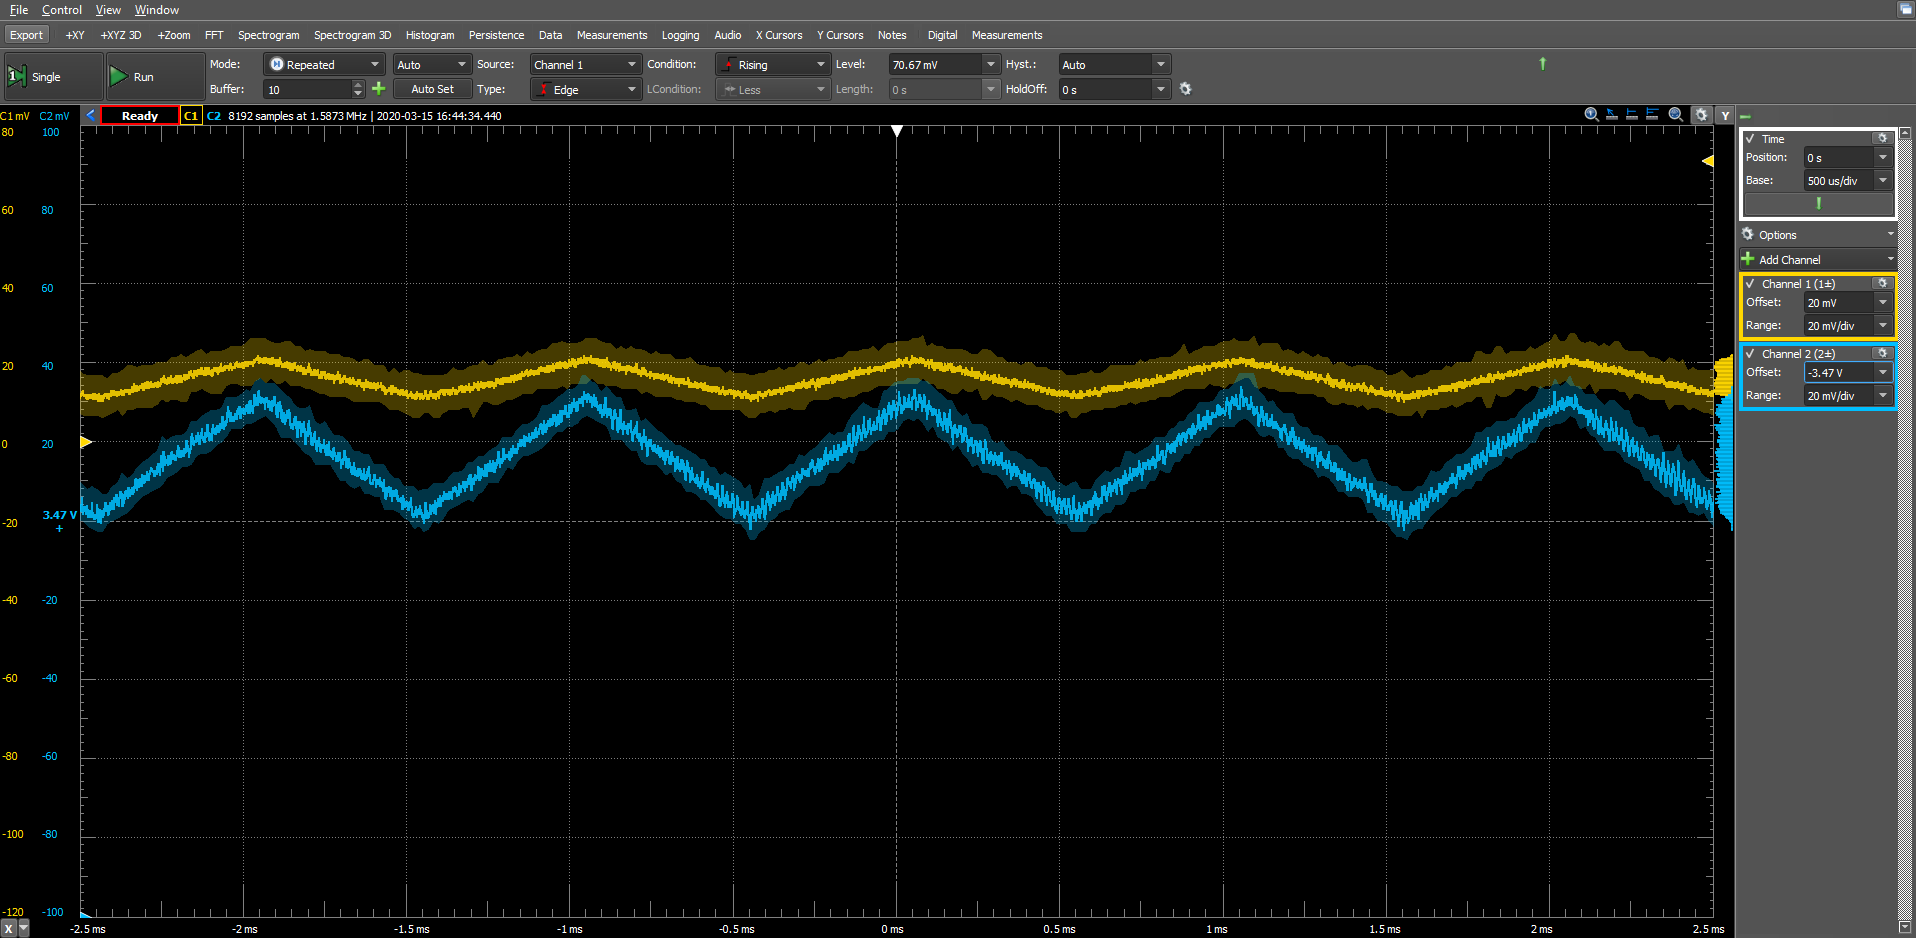 File Control View Window
Export +XY +XYZ 3D +Zoom FFT Spectrogram Spectrogram 3D Histogram Persistence Data Measurements Logging Audio X Cursors Y Cursors Notes Digital Measurements
1 Single Run Mode: Repeated Auto Source: Channel 1 Condition: Rising Level: 70.67 mV Hyst.: Auto
Buffer: 10 Auto Set Type: Edge LCondition: Less Length: 0 s HoldOff: 0 s
C1 mV C2 mV Ready C1 C2 8192 samples at 1.5873 MHz | 2020-03-15 16:44:34.440 Y
80 100
60 80
40 60
20 40
0 20
3.47 V
-20 +
-40 -20
-60 -40
-80 -60
-100 -80
-120 -100
X -2.5 ms -2 ms -1.5 ms -1 ms -0.5 ms 0 ms 0.5 ms 1 ms 1.5 ms 2 ms 2.5 ms
Time
Position: 0 s
Base: 500 us/div
Options
Add Channel
Channel 1 (1±)
Offset: 20 mV
Range: 20 mV/div
Channel 2 (2±)
Offset: -3.47 V
Range: 20 mV/div